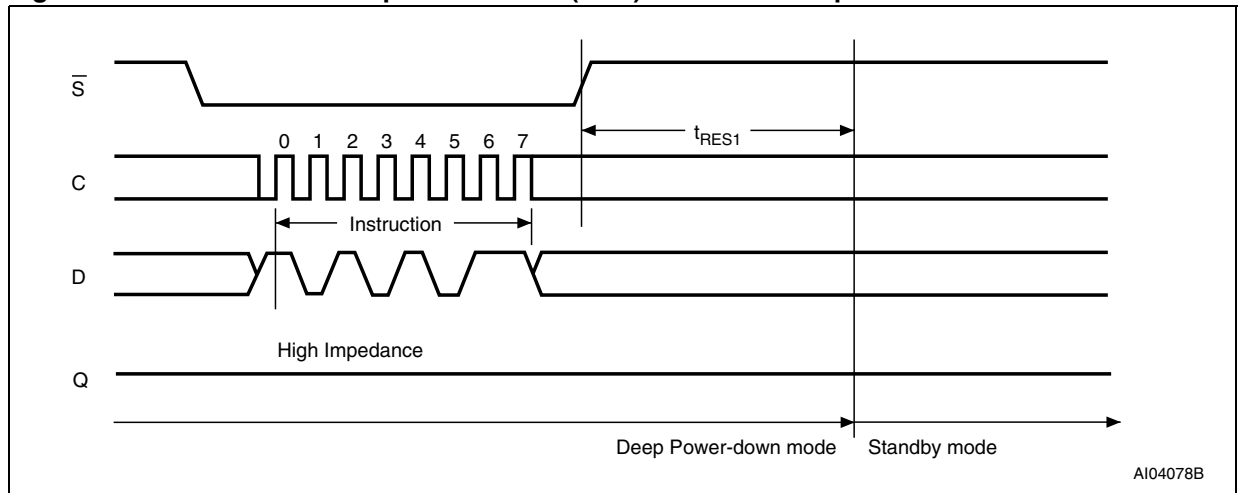 S
0 1 2 3 4 5 6 7
tRES1
C
Instruction
D
High Impedance
Q
Deep Power-down mode Standby mode
AI04078B